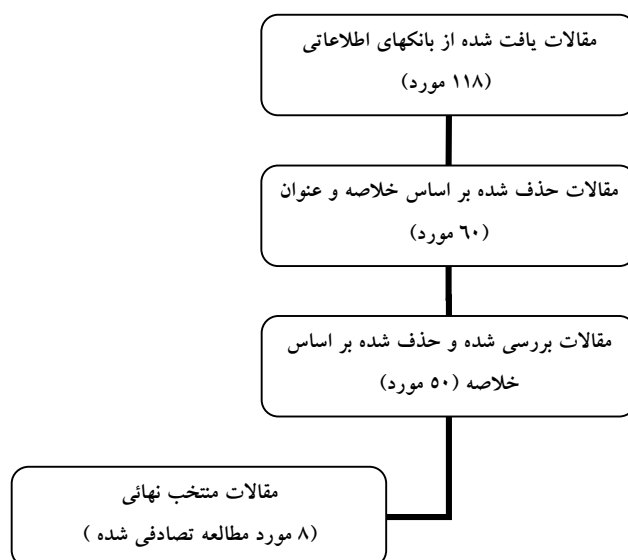 مقالات یافت شده از بانکهای اطلاعاتی
(۱۱۸ مورد)
مقالات حذف شده بر اساس خلاصه و عنوان
(۶۰ مورد)
مقالات بررسی شده و حذف شده بر اساس
خلاصه (۵۰ مورد)
مقالات منتخب نهائی
(۸ مورد مطالعه تصادفی شده )